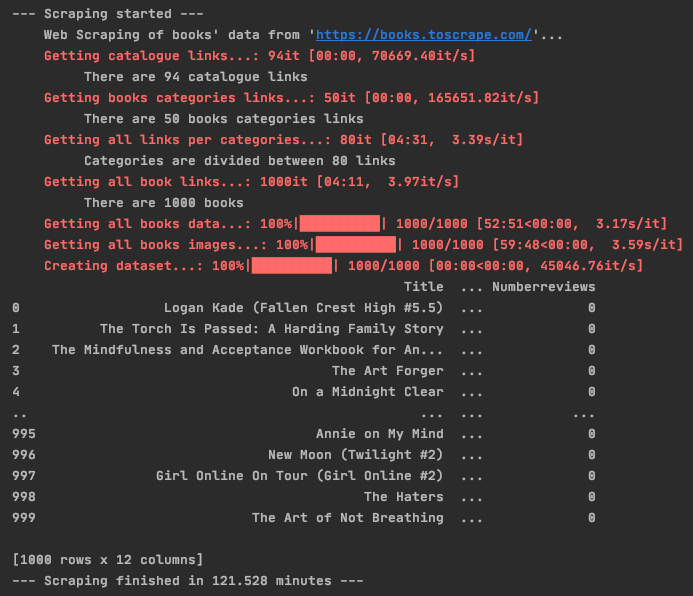 --- Scraping started ---
Web Scraping of books' data from 'https://books.toscrape.com/'...
Getting catalogue links...: 94it [00:00, 70669.40it/s]
There are 94 catalogue links
Getting books categories links...: 50it [00:00, 165651.82it/s]
There are 50 books categories links
Getting all links per categories...: 80it [04:31,  3.39s/it]
Categories are divided between 80 links
Getting all book links...: 1000it [04:11,  3.97it/s]
There are 1000 books
Getting all books data...: 100%|██████████| 1000/1000 [52:51<00:00,  3.17s/it]
Getting all books images...: 100%|██████████| 1000/1000 [59:48<00:00,  3.59s/it]
Creating dataset...: 100%|██████████| 1000/1000 [00:00<00:00, 45046.76it/s]
Title ... Numberreviews
0 Logan Kade (Fallen Crest High #5.5) ... 0
1 The Torch Is Passed: A Harding Family Story ... 0
2 The Mindfulness and Acceptance Workbook for An... ... 0
3 The Art Forger ... 0
4 On a Midnight Clear ... 0
.. ... ... ...
995 Annie on My Mind ... 0
996 New Moon (Twilight #2) ... 0
997 Girl Online On Tour (Girl Online #2) ... 0
998 The Haters ... 0
999 The Art of Not Breathing ... 0
[1000 rows x 12 columns]
--- Scraping finished in 121.528 minutes ---